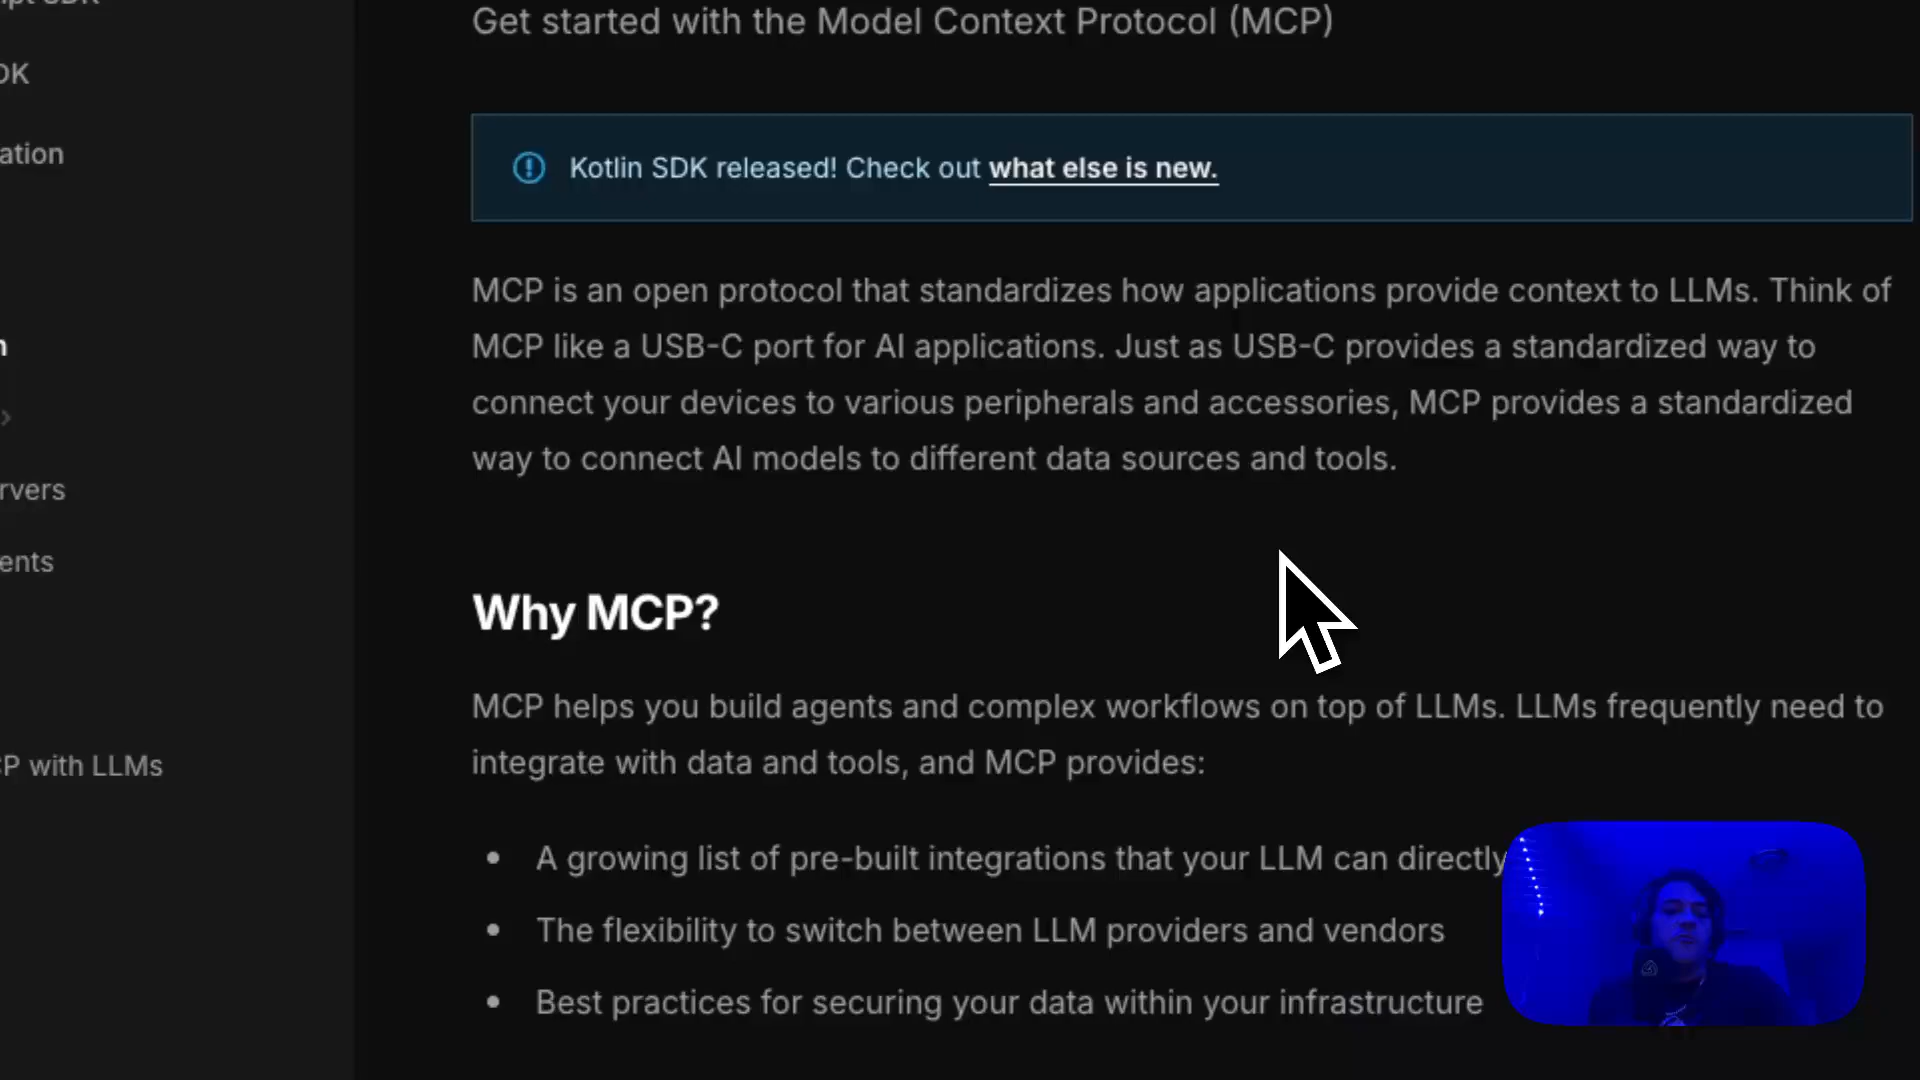 Get started with the Model Context Protocol (MCP)
DK
ation
Kotlin SDK released! Check out what else is new.
MCP is an open protocol that standardizes how applications provide context to LLMs. Think of
MCP like a USB-C port for AI applications. Just as USB-C provides a standardized way to
connect your devices to various peripherals and accessories, MCP provides a standardized
way to connect AI models to different data sources and tools.
rvers
ents
Why MCP?
MCP helps you build agents and complex workflows on top of LLMs. LLMs frequently need to
integrate with data and tools, and MCP provides:
P with LLMs
A growing list of pre-built integrations that your LLM can directly
The flexibility to switch between LLM providers and vendors
Best practices for securing your data within your infrastructure